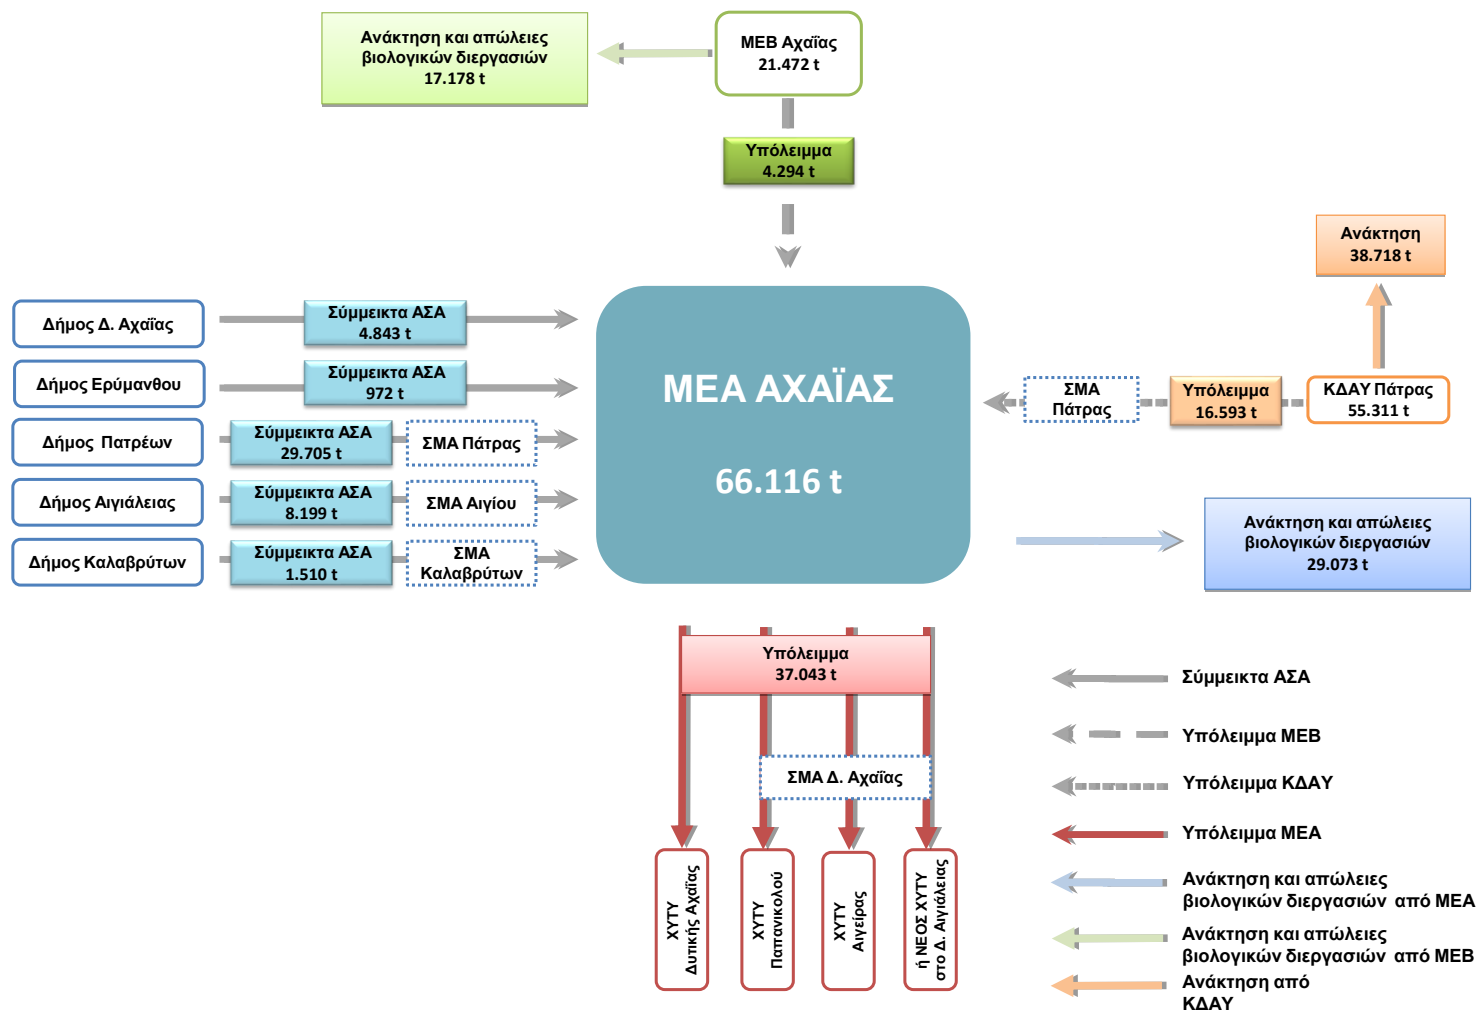 Ανάκτηση και απώλειες
βιολογικών διεργασιών
17.178 t
ΜΕΒ Αχαΐας
21.472 t
Υπόλειμμα
4.294 t
Ανάκτηση
38.718 t
Δήμος Δ. Αχαΐας
Σύμμεικτα ΑΣΑ
4.843 t
Δήμος Ερύμανθου
Σύμμεικτα ΑΣΑ
972 t
Δήμος Πατρέων
Σύμμεικτα ΑΣΑ
29.705 t
ΣΜΑ Πάτρας
Δήμος Αιγιάλειας
Σύμμεικτα ΑΣΑ
8.199 t
ΣΜΑ Αιγίου
Δήμος Καλαβρύτων
Σύμμεικτα ΑΣΑ
1.510 t
ΣΜΑ
Καλαβρύτων
ΜΕΑ ΑΧΑΪΑΣ
66.116 t
ΣΜΑ
Πάτρας
Υπόλειμμα
16.593 t
ΚΔΑΥ Πάτρας
55.311 t
Ανάκτηση και απώλειες
βιολογικών διεργασιών
29.073 t
Υπόλειμμα
37.043 t
ΣΜΑ Δ. Αχαΐας
ΧΥΤΥ
Δυτικής Αχαΐας
ΧΥΤΥ
Παπανικολού
ΧΥΤΥ
Αιγείρας
ή ΝΕΟΣ ΧΥΤΥ
στο Δ. Αιγιάλειας
Σύμμεικτα ΑΣΑ
Υπόλειμμα ΜΕΒ
Υπόλειμμα ΚΔΑΥ
Υπόλειμμα ΜΕΑ
Ανάκτηση και απώλειες
βιολογικών διεργασιών από ΜΕΑ
Ανάκτηση και απώλειες
βιολογικών διεργασιών από ΜΕΒ
Ανάκτηση από
ΚΔΑΥ